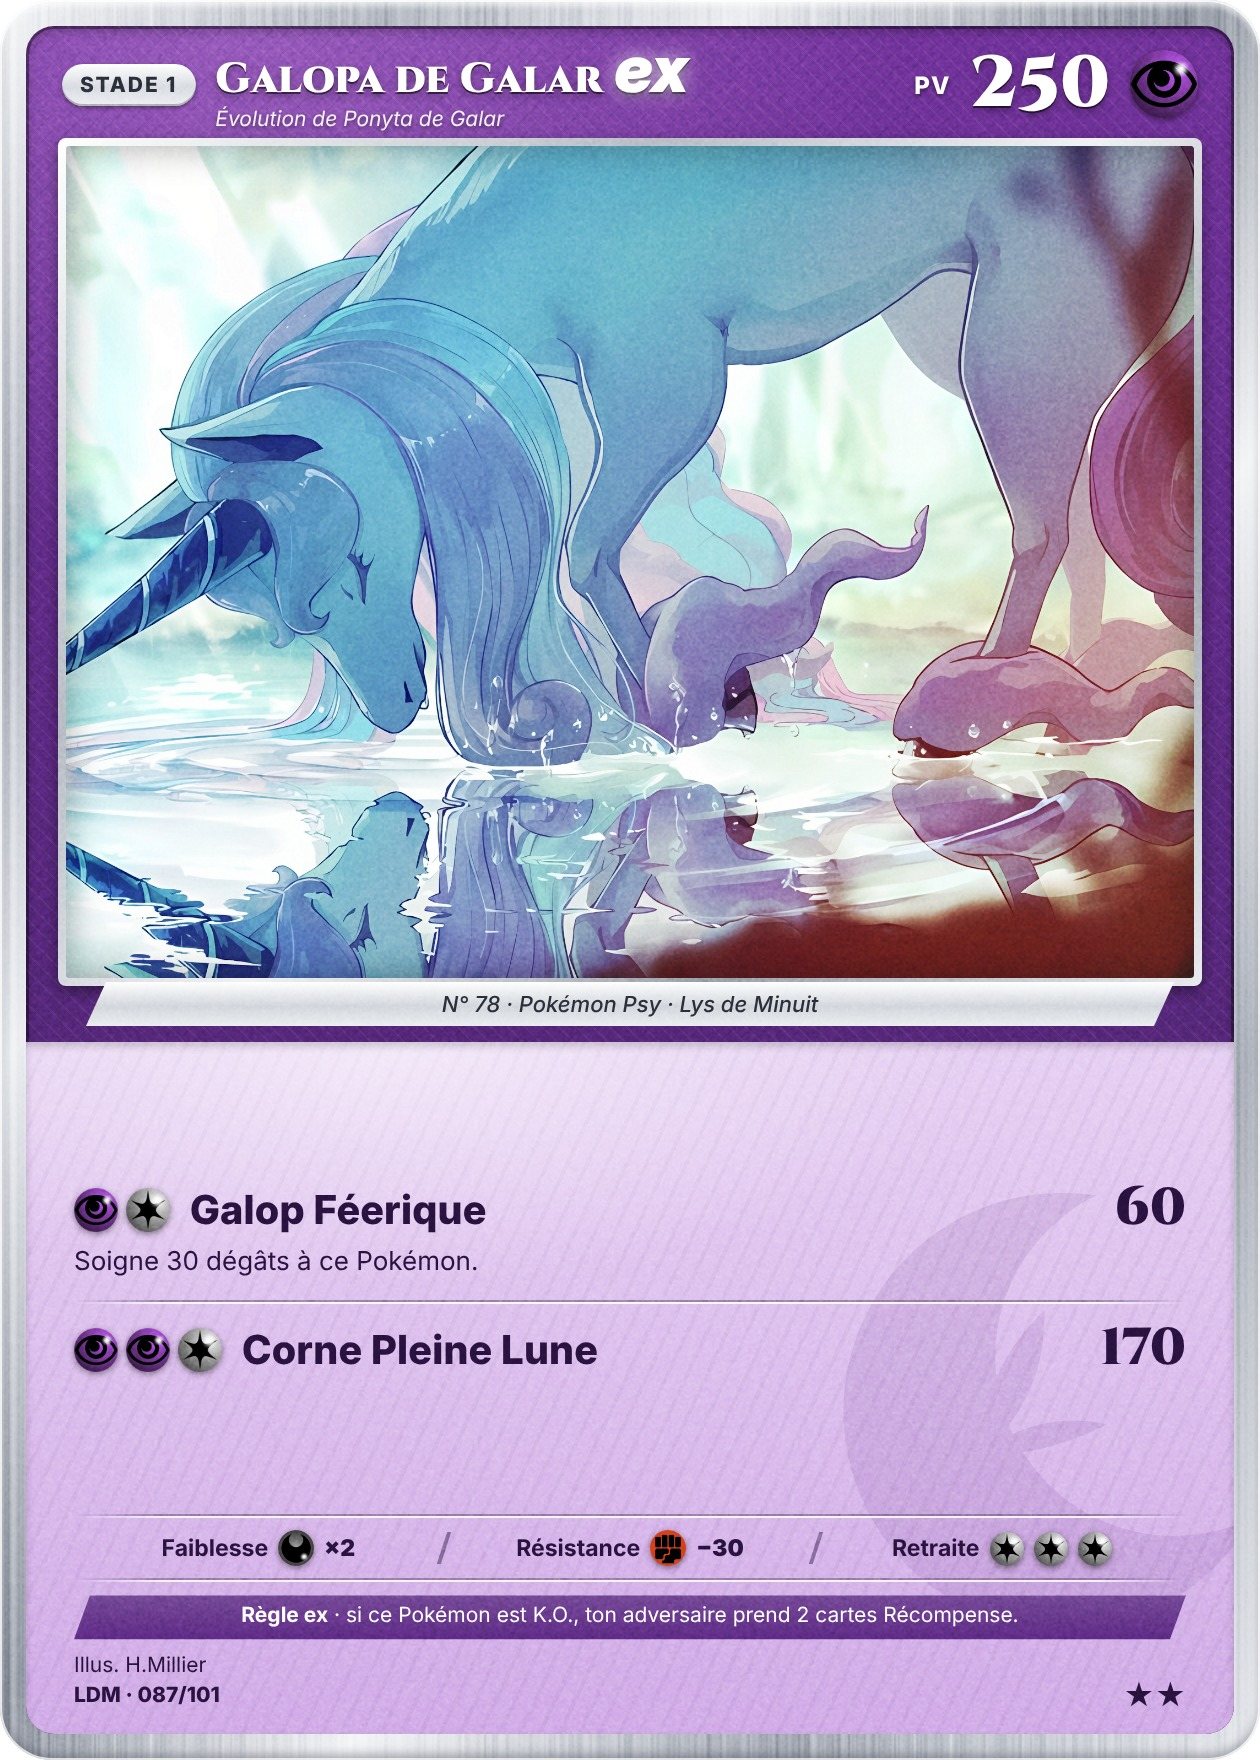 STADE 1
Galopa de Galar ex
PV 250
Évolution de Ponyta de Galar
N° 78 · Pokémon Psy · Lys de Minuit
Galop Féerique 60
Soigne 30 dégâts à ce Pokémon.
Corne Pleine Lune 170
Faiblesse ×2 / Résistance −30 / Retraite
Règle ex · si ce Pokémon est K.O., ton adversaire prend 2 cartes Récompense.
Illus. H.Millier
LDM · 087/101 ★★